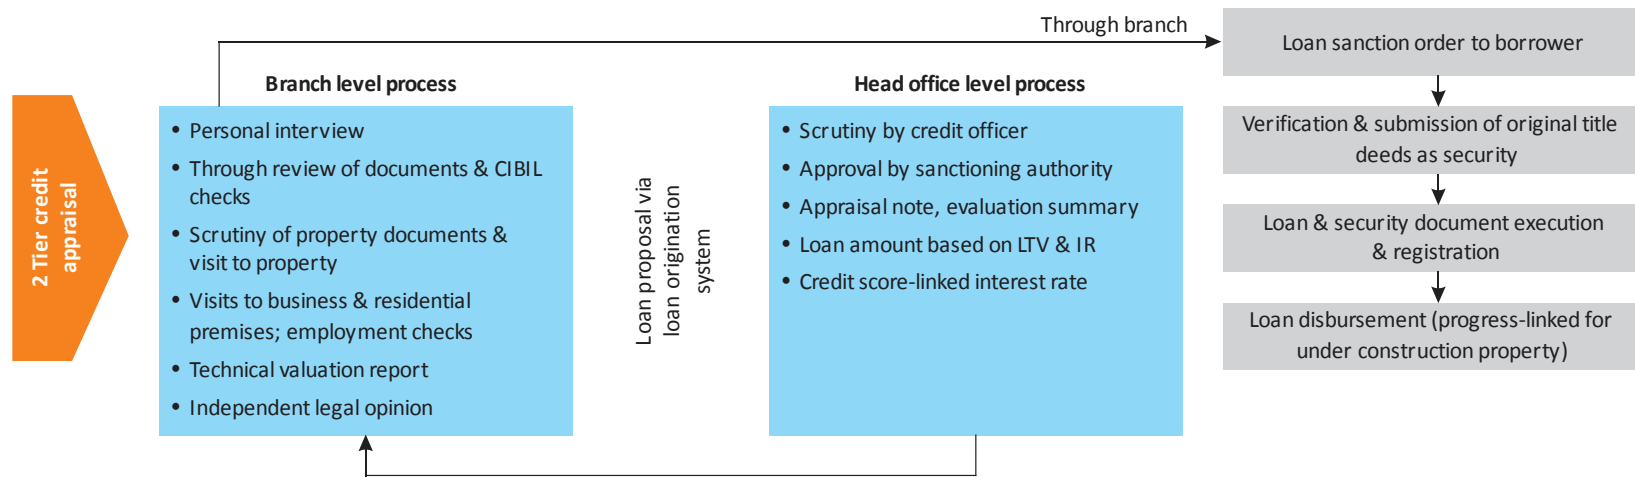 2 Tier credit
appraisal
Branch level process
• Personal interview
• Through review of documents & CIBIL
checks
• Scrutiny of property documents &
visit to property
• Visits to business & residential
premises; employment checks
• Technical valuation report
• Independent legal opinion
Loan proposal via
loan origination
system
Head office level process
• Scrutiny by credit officer
• Approval by sanctioning authority
• Appraisal note, evaluation summary
• Loan amount based on LTV & IR
• Credit score-linked interest rate
Through branch
Loan sanction order to borrower
Verification & submission of original title
deeds as security
Loan & security document execution
& registration
Loan disbursement (progress-linked for
under construction property)